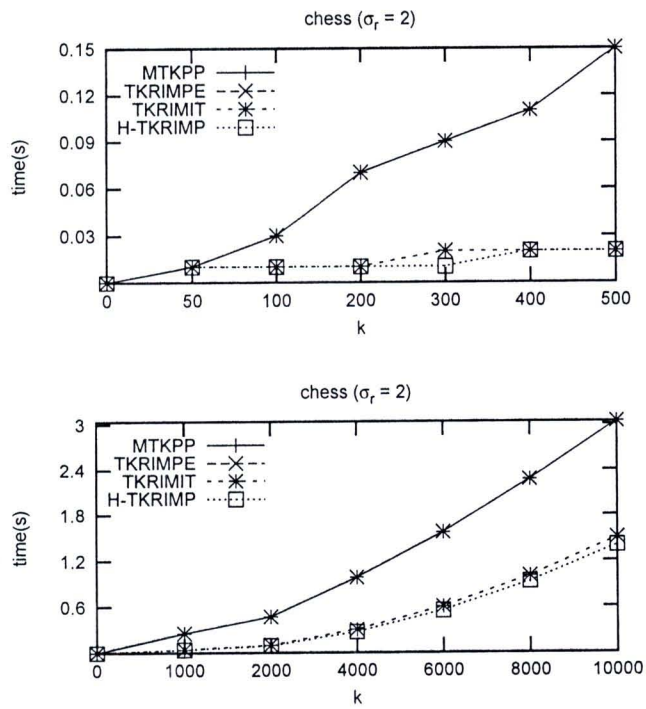 chess (σr = 2)
0.15
0.12
0.09
0.06
0.03
0
time(s)
MTKPP
TKRIMPE
TKRIMIT
H-TKRIMP
0 50 100 200 300 400 500
k
chess (σr = 2)
3
2.4
1.8
1.2
0.6
0
time(s)
MTKPP
TKRIMPE
TKRIMIT
H-TKRIMP
0 1000 2000 4000 6000 8000 10000
k